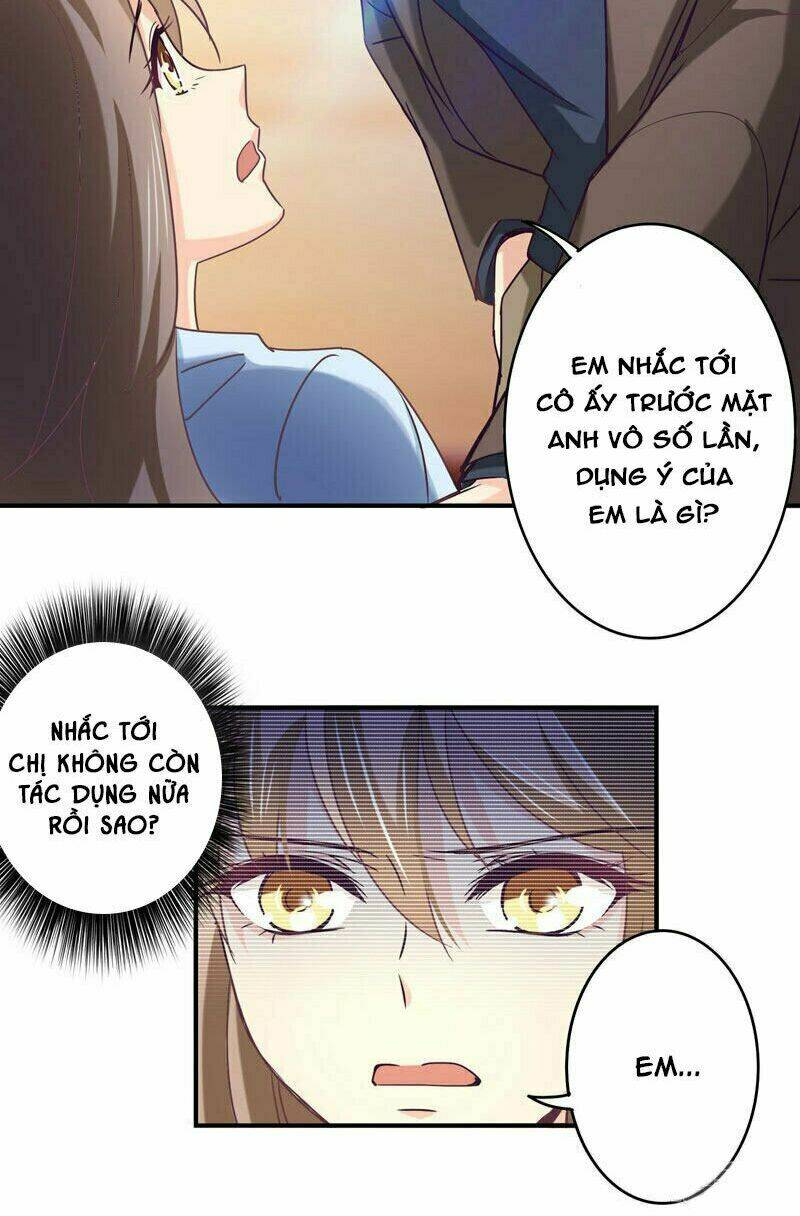 EM NHẮC TỚI
CÔ ẤY TRƯỚC MẶT
ANH VÔ SỐ LẦN,
DỤNG Ý CỦA
EM LÀ GÌ?
NHẮC TỚI
CHỊ KHÔNG CÒN
TÁC DỤNG NỮA
RỒI SAO?
EM...